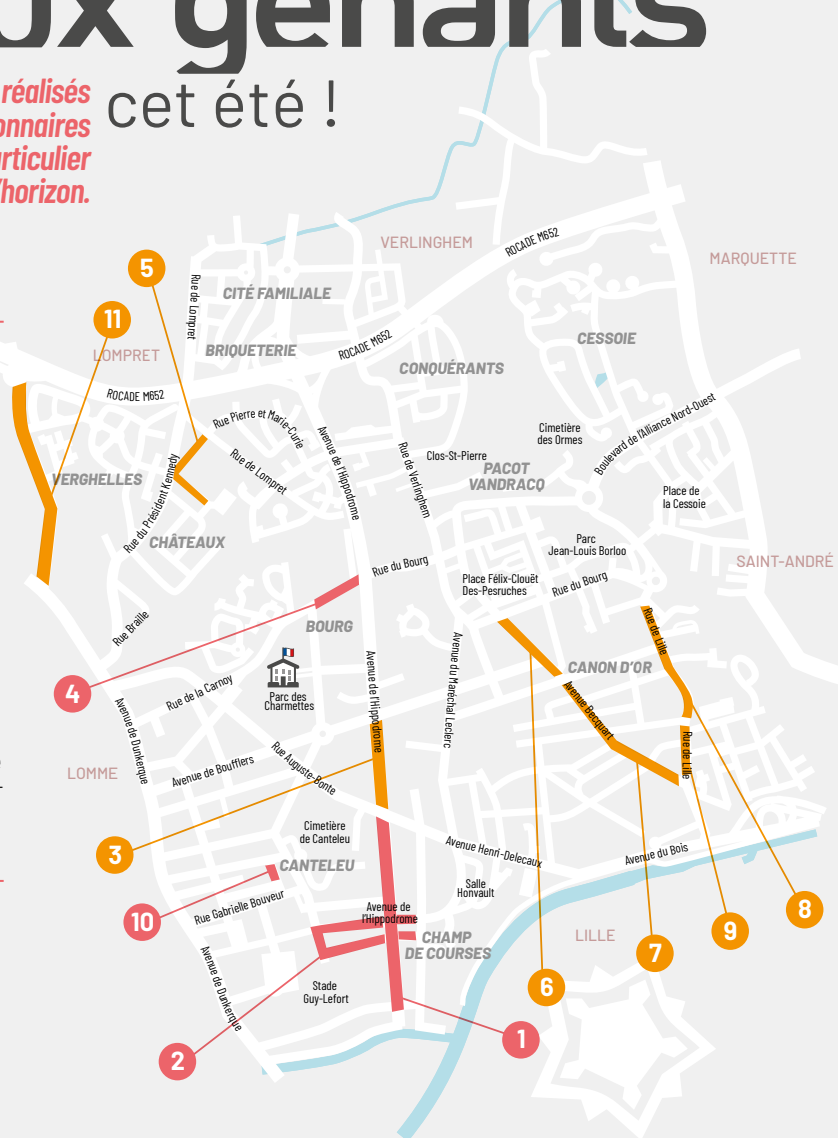 ux gênants
réalisés
cet été !
onnaires
articulier
l'horizon.
VERLINGHEM
ROCADE M652
MARQUETTE
5
Rue de Lompret
CITÉ FAMILIALE
11
CESSOIE
LOMPRET
BRIQUETERIE
ROCADE M652
CONQUÉRANTS
ROCADE M652
Rue Pierre et Marie-Curie
Avenue de l'Hippodrome
Boulevard de l'Alliance Nord-Ouest
Cimetière
des Ormes
Clos-St-Pierre
Rue de Verlinghem
PACOT
VANDRACQ
Rue de Lompret
VERGHELLES
Rue du Président Kennedy
Place de
la Cessoie
CHÂTEAUX
Parc
Jean-Louis Borloo
SAINT-ANDRÉ
Rue du Bourg
Place Félix-Clouët
Des-Pesruches
Rue du Bourg
Rue Braille
BOURG
Rue de Lille
4
Avenue du Maréchal Leclerc
CANON D'OR
Rue de la Carnoy
Parc des
Charmettes
Avenue de l'Hippodrome
Avenue Becquart
Avenue de Dunkerque
Rue de Lille
LOMME
Avenue de Boufflers
Rue Auguste-Bonte
Cimetière
de Canteleu
3
Avenue Henri-Delecaux
Avenue du Bois
CANTELEU
Salle
Honvault
10
Rue Gabrielle Bouveur
Avenue de
l'Hippodrome
8
9
LILLE
CHAMP
DE COURSES
7
Avenue de Dunkerque
Stade
Guy-Lefort
6
1
2